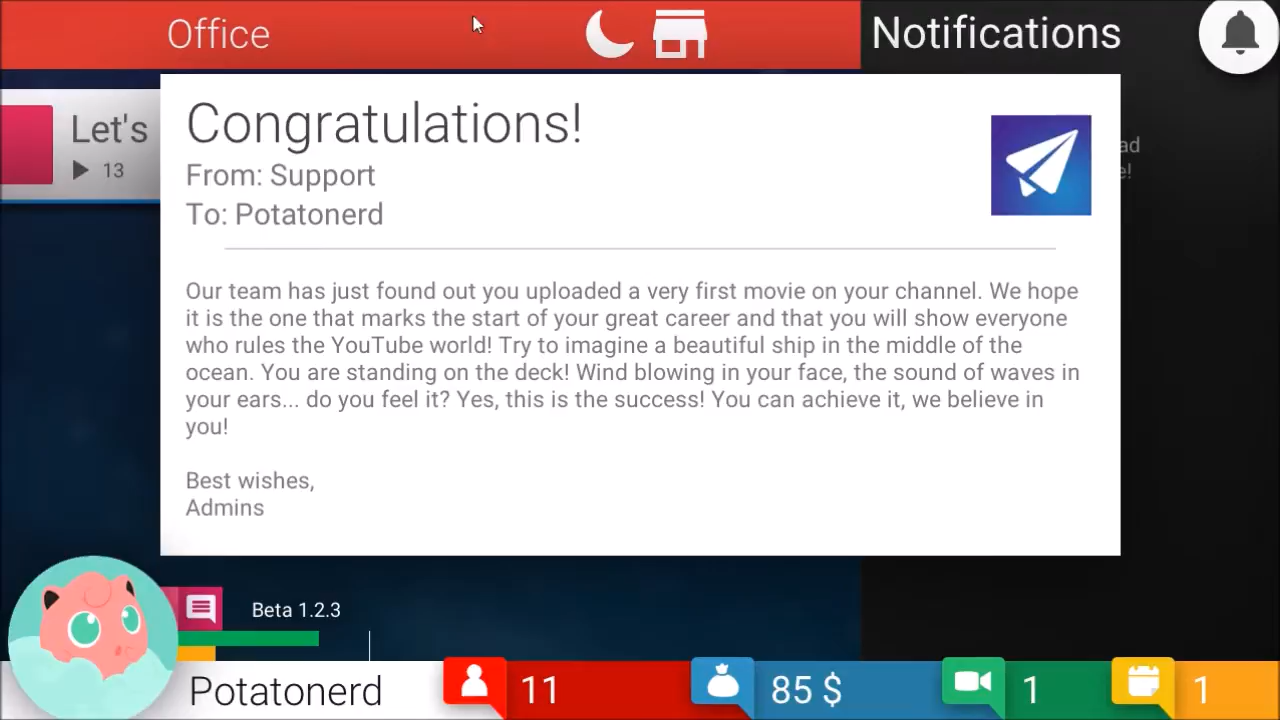 Office
Notifications
Let's
13
Congratulations!
From: Support
To: Potatonerd
ad
e!
Our team has just found out you uploaded a very first movie on your channel. We hope
it is the one that marks the start of your great career and that you will show everyone
who rules the YouTube world! Try to imagine a beautiful ship in the middle of the
ocean. You are standing on the deck! Wind blowing in your face, the sound of waves in
your ears... do you feel it? Yes, this is the success! You can achieve it, we believe in
you!
Best wishes,
Admins
Beta 1.2.3
Potatonerd
11
85 $
1
1